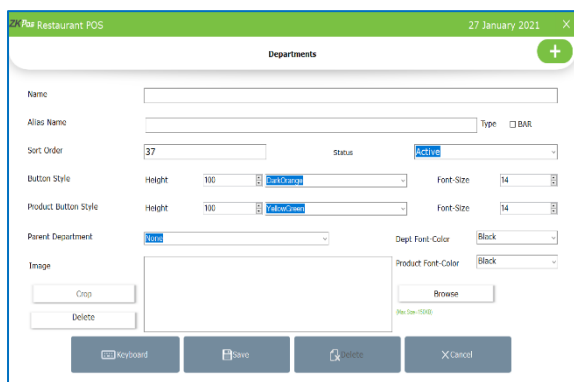 ZKPos Restaurant POS 27 January 2021 X
Departments +
Name
Alias Name Type BAR
Sort Order 37 Status Active
Button Style Height 100 DarkOrange Font-Size 14
Product Button Style Height 100 YellowGreen Font-Size 14
Parent Department None Dept Font-Color Black
Image Product Font-Color Black
Crop Browse
Delete
Keyboard Save Delete Cancel